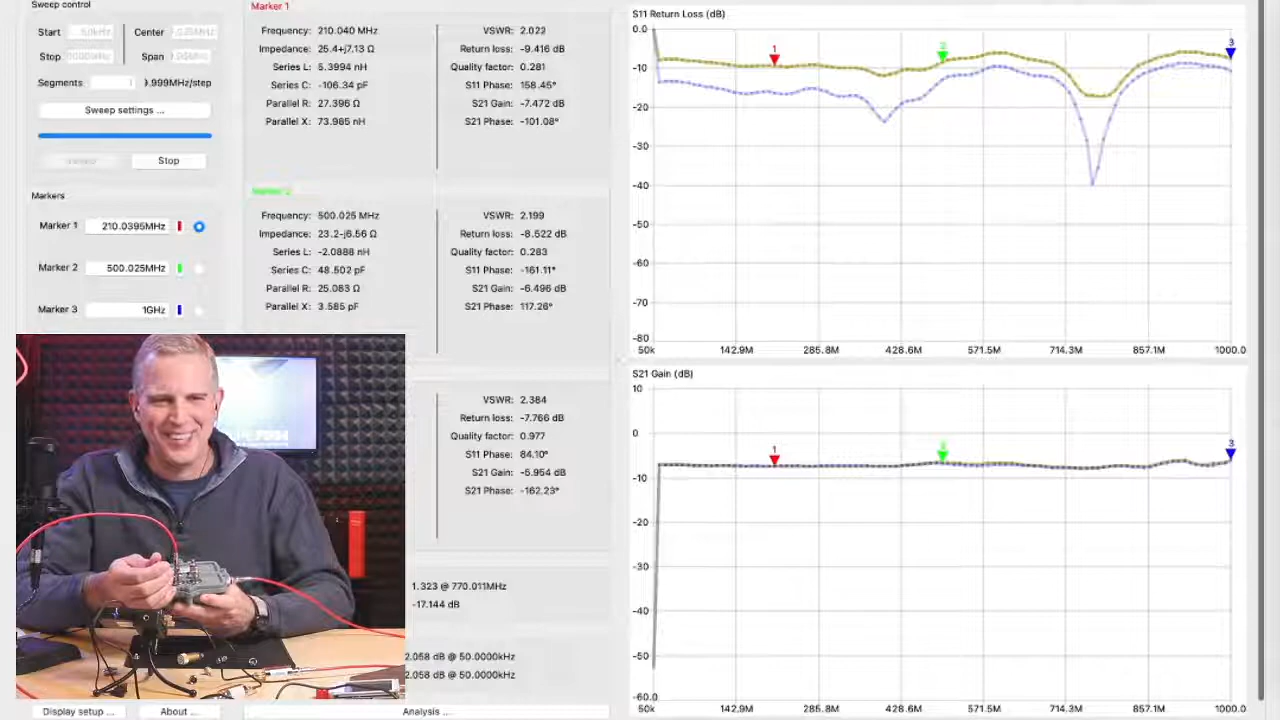 Sweep control
Start
Center
Stop
Span
Segments
1
9.999MHz/step
Sweep settings ...
Stop
Markers
Marker 1 210.0395MHz
Marker 2 500.025MHz
Marker 3 1GHz
Display setup ...
About ...
Marker 1
Frequency: 210.040 MHz
Impedance: 25.4+j7.13 Ω
Series L: 5.3994 nH
Series C: -106.34 pF
Parallel R: 27.396 Ω
Parallel X: 73.985 nH
VSWR: 2.022
Return loss: -9.416 dB
Quality factor: 0.281
S11 Phase: 158.45°
S21 Gain: -7.472 dB
S21 Phase: -101.08°
Marker 2
Frequency: 500.025 MHz
Impedance: 23.2-j6.56 Ω
Series L: -2.0888 nH
Series C: 48.502 pF
Parallel R: 25.083 Ω
Parallel X: 3.585 pF
VSWR: 2.199
Return loss: -8.522 dB
Quality factor: 0.283
S11 Phase: -161.11°
S21 Gain: -6.496 dB
S21 Phase: 117.26°
VSWR: 2.384
Return loss: -7.766 dB
Quality factor: 0.977
S11 Phase: 84.10°
S21 Gain: -5.954 dB
S21 Phase: -162.23°
1.323 @ 770.011MHz
-17.144 dB
2.058 dB @ 50.0000kHz
2.058 dB @ 50.0000kHz
Analysis ...
S11 Return Loss (dB)
0.0
-10
-20
-30
-40
-50
-60
-70
-80
1
2
3
50k 142.9M 285.8M 428.6M 571.5M 714.3M 857.1M 1000.0
S21 Gain (dB)
10
0
-10
-20
-30
-40
-50
-60.0
1
3
50k 142.9M 285.8M 428.6M 571.5M 714.3M 857.1M 1000.0